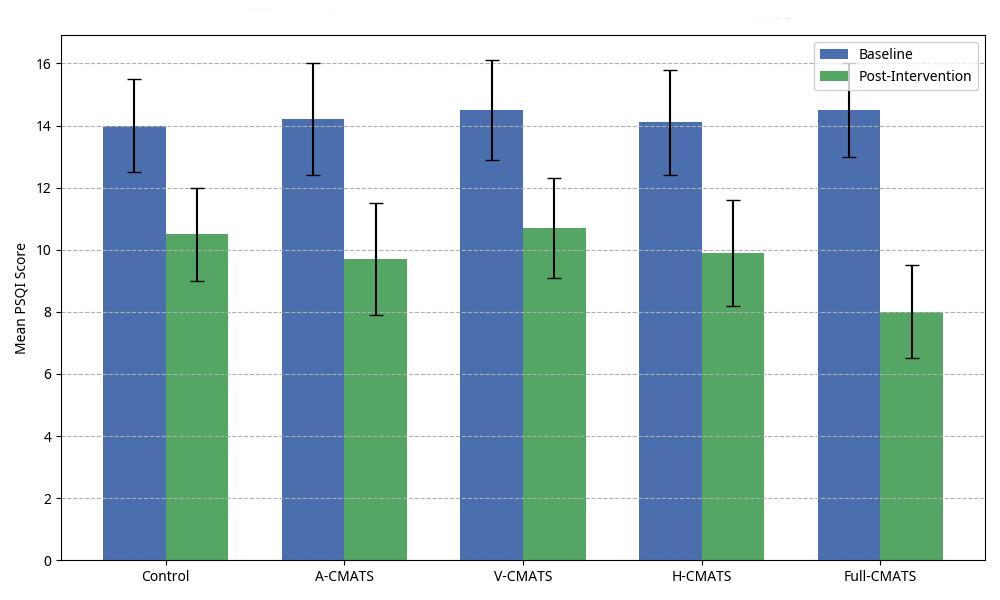 Baseline
Post-Intervention
Mean PSQI Score
16
14
12
10
8
6
4
2
0
Control
A-CMATS
V-CMATS
H-CMATS
Full-CMATS